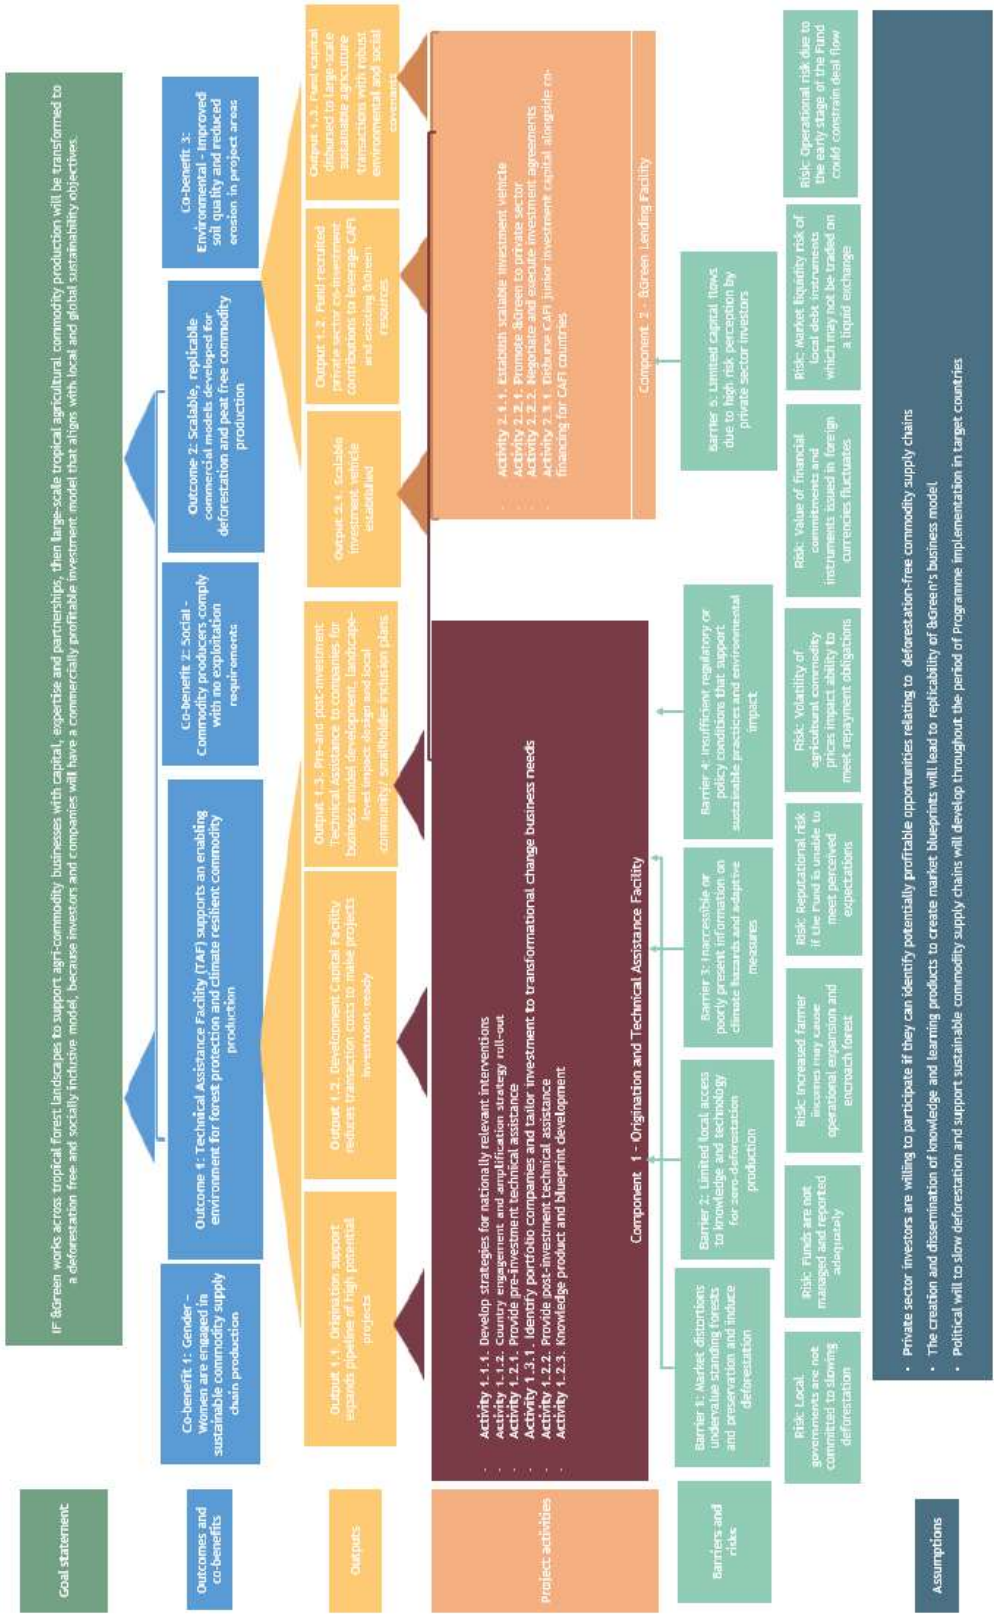 Goal statement
IF &Green works across tropical forest landscapes to support agri-commodity businesses with capital, expertise and partnerships, then large-scale tropical agricultural commodity production will be transformed to
a deforestation free and socially inclusive model, because investors and companies will have a commercially profitable investment model that aligns with local and global sustainability objectives.
Outcomes and
co-benefits
Co-benefit 1: Gender –
Women are engaged in
sustainable commodity supply
chain production
Outcome 1: Technical Assistance Facility (TAF) supports an enabling
environment for forest protection and climate resilient commodity
production
Co-benefit 2: Social -
Commodity producers comply
with no exploitation
requirements
Outcome 2: Scalable, replicable
commercial models developed for
deforestation and peat free commodity
production
Co-benefit 3:
Environmental - Improved
soil quality and reduced
erosion in project areas
Outputs
Output 1.1: Origination support
expands pipeline of high potential
projects
Output 1.2. Development Capital Facility
reduces transaction costs to make projects
investment ready
Output 1.3. Pre-and post-investment
Technical Assistance to companies for
business model development, landscape-
level impact design and local
community/ smallholder inclusion plans
Output 2.1. Scalable
investment vehicle
established
Output 1.2. Fund recruited
private sector co-investment
contributions to leverage CAFI
and existing &Green
resources
Output 1.3. Fund capital
disbursed to large-scale
sustainable agriculture
transactions with robust
environmental and social
covenants
Project activities
· Activity 1.1.1. Develop strategies for nationally relevant interventions
· Activity 1.1.2. Country engagement and amplification strategy roll-out
· Activity 1.2.1. Provide pre-investment technical assistance
· Activity 1.3.1. Identify portfolio companies and tailor investment to transformational change business needs
· Activity 1.2.2. Provide post-investment technical assistance
· Activity 1.2.3. Knowledge product and blueprint development
Component 1 - Origination and Technical Assistance Facility
· Activity 2.1.1. Establish scalable investment vehicle
· Activity 2.2.1. Promote &Green to private sector
· Activity 2.2.2. Negotiate and execute investment agreements
· Activity 2.3.1. Disburse CAFI junior investment capital alongside co-
financing for CAFI countries
Component 2 - &Green Lending Facility
Barriers and
risks
Barrier 1: Market distortions
undervalue standing forests
and preservation and induce
deforestation
Barrier 2: Limited local access
to knowledge and technology
for zero-deforestation
production
Barrier 3: Inaccessible or
poorly present information on
climate hazards and adaptive
measures
Barrier 4: Insufficient regulatory or
policy conditions that support
sustainable practices and environmental
impact
Barrier 5: Limited capital flows
due to high risk perception by
private sector investors
Risk: Local
governments are not
committed to slowing
deforestation
Risk: Funds are not
managed and reported
adequately
Risk: Increased farmer
incomes may cause
operational expansion and
encroach forest
Risk: Reputational risk
if the Fund is unable to
meet perceived
expectations
Risk: Volatility of
agricultural commodity
prices impact ability to
meet repayment obligations
Risk: Value of financial
commitments and
instruments issued in foreign
currencies fluctuates
Risk: Market liquidity risk of
local debt instruments
which may not be traded on
a liquid exchange
Risk: Operational risk due to
the early stage of the Fund
could constrain deal flow
Assumptions
• Private sector investors are willing to participate if they can identify potentially profitable opportunities relating to deforestation-free commodity supply chains
• The creation and dissemination of knowledge and learning products to create market blueprints will lead to replicability of &Green's business model
• Political will to slow deforestation and support sustainable commodity supply chains will develop throughout the period of Programme implementation in target countries